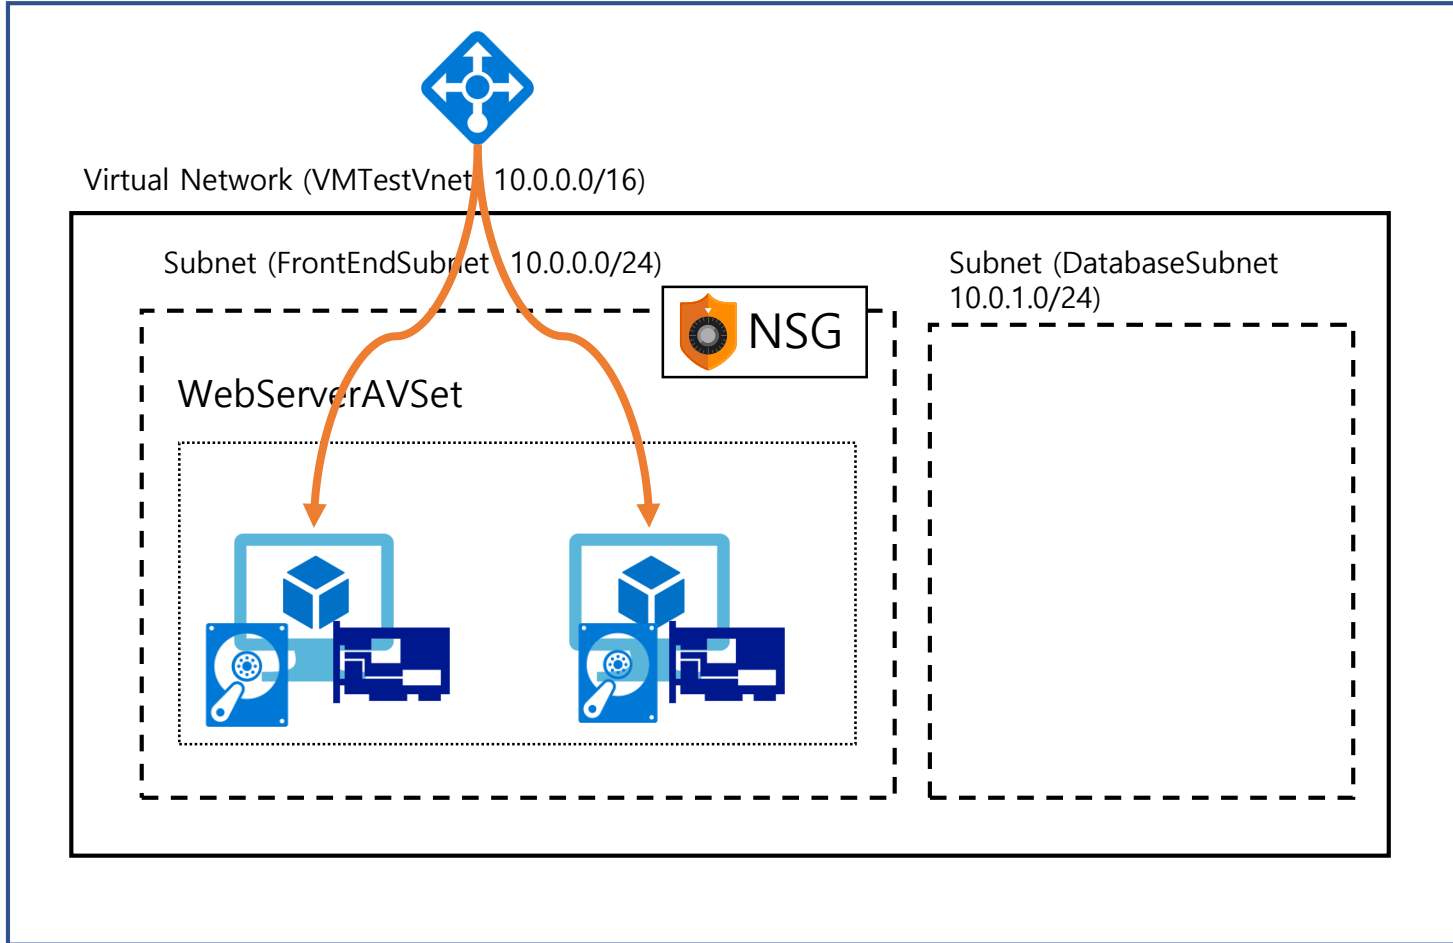 Virtual Network (VMTestVnet 10.0.0.0/16)
Subnet (FrontEndSubnet 10.0.0.0/24)
Subnet (DatabaseSubnet
10.0.1.0/24)
NSG
WebServerAVSet